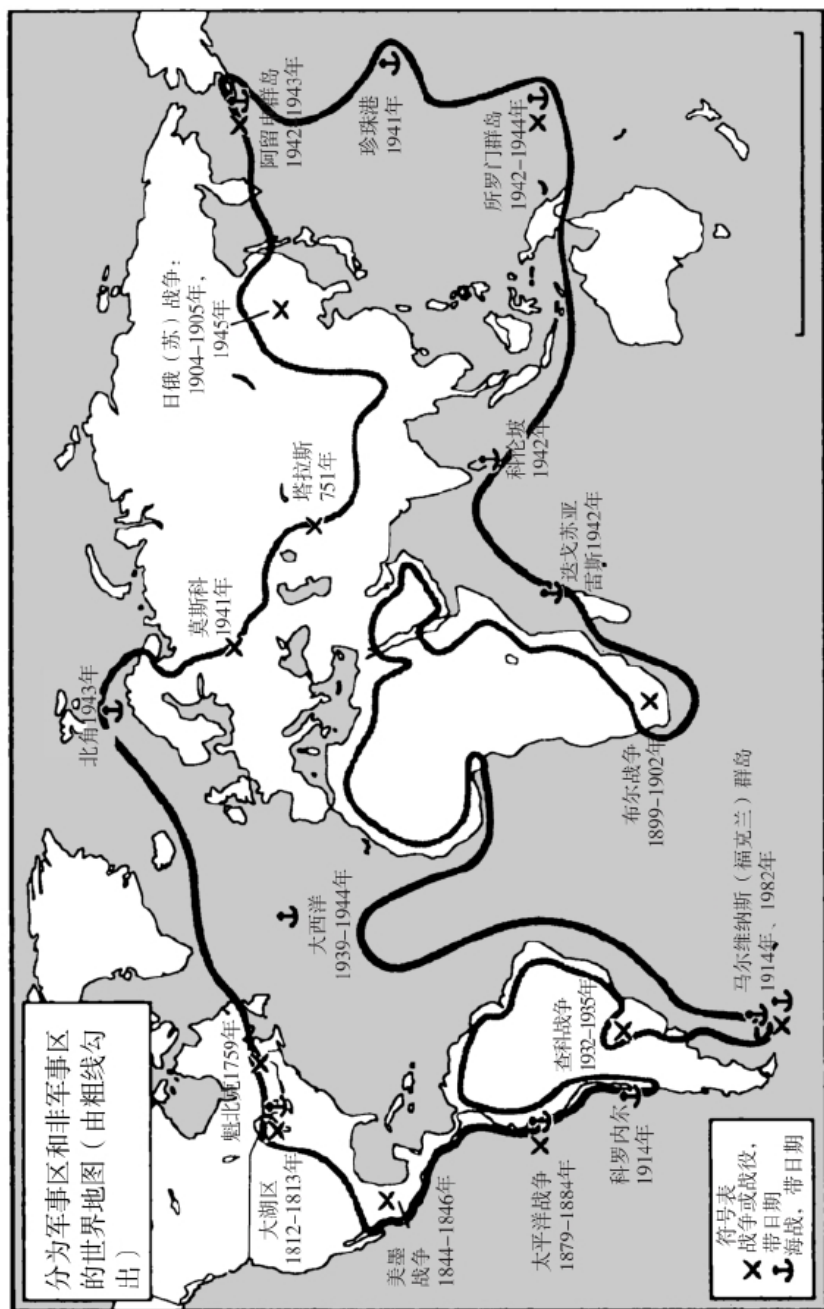 分为军事区和非军事区
的世界地图（由粗线勾
出）
北角1943年
莫斯科
1941年
塔拉斯
751年
日俄（苏）战争：
1904-1905年，
1945年
阿留申群岛
1942-1943年
珍珠港
1941年
所罗门群岛
1942-1944年
科伦坡
1942年
迭戈苏亚
雷斯1942年
布尔战争
1899-1902年
大西洋
1939-1944年
魁北克1759年
大湖区
1812-1813年
美墨
战争
1844-1846年
太平洋战争
1879-1884年
查科战争
1932-1935年
科罗内尔
1914年
马尔维纳斯（福克兰）群岛
1914年、1982年
符号表
战争或战役，
带日期
海战，带日期